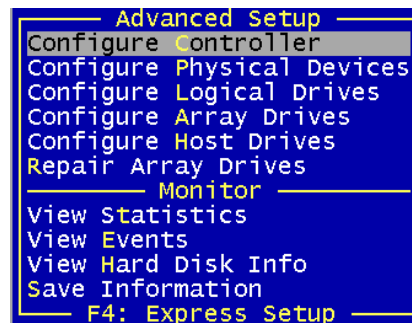 Advanced Setup
Configure Controller
Configure Physical Devices
Configure Logical Drives
Configure Array Drives
Configure Host Drives
Repair Array Drives
Monitor
View Statistics
View Events
View Hard Disk Info
Save Information
F4: Express Setup